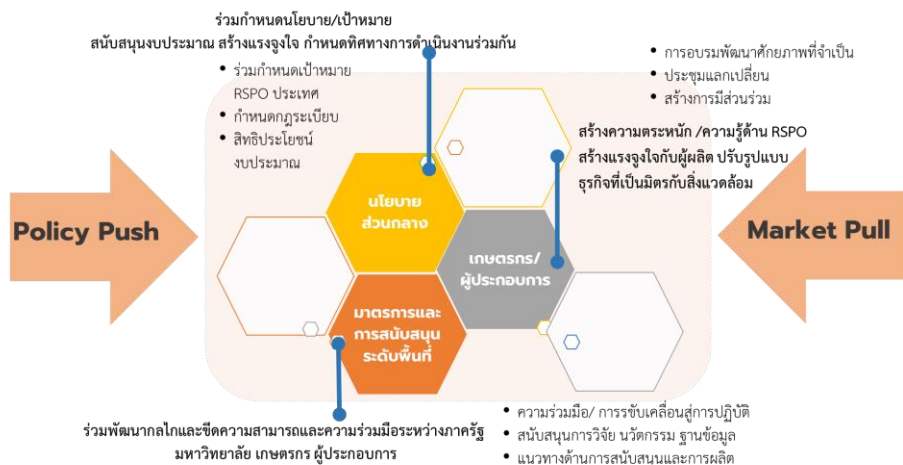 ร่วมกำหนดนโยบาย/เป้าหมาย
สนับสนุนงบประมาณ สร้างแรงจูงใจ กำหนดทิศทางการดำเนินงานร่วมกัน
• ร่วมกำหนดเป้าหมาย
RSPO ประเทศ
• กำหนดกฎระเบียบ
• สิทธิประโยชน์
งบประมาณ
• การอบรมพัฒนาศักยภาพที่จำเป็น
• ประชุมแลกเปลี่ยน
• สร้างการมีส่วนร่วม
สร้างความตระหนัก /ความรู้ด้าน RSPO
สร้างแรงจูงใจกับผู้ผลิต ปรับรูปแบบ
ธุรกิจที่เป็นมิตรกับสิ่งแวดล้อม
Policy Push
นโยบาย
ส่วนกลาง
เกษตรกร/
ผู้ประกอบการ
มาตรการและ
การสนับสนุน
ระดับพื้นที่
Market Pull
ร่วมพัฒนากลไกและขีดความสามารถและความร่วมมือระหว่างภาครัฐ
มหาวิทยาลัย เกษตรกร ผู้ประกอบการ
• ความร่วมมือ/ การรขับเคลื่อนสู่การปฏิบัติ
• สนับสนุนการวิจัย นวัตกรรม ฐานข้อมูล
• แนวทางด้านการสนับสนุนและการผลิต